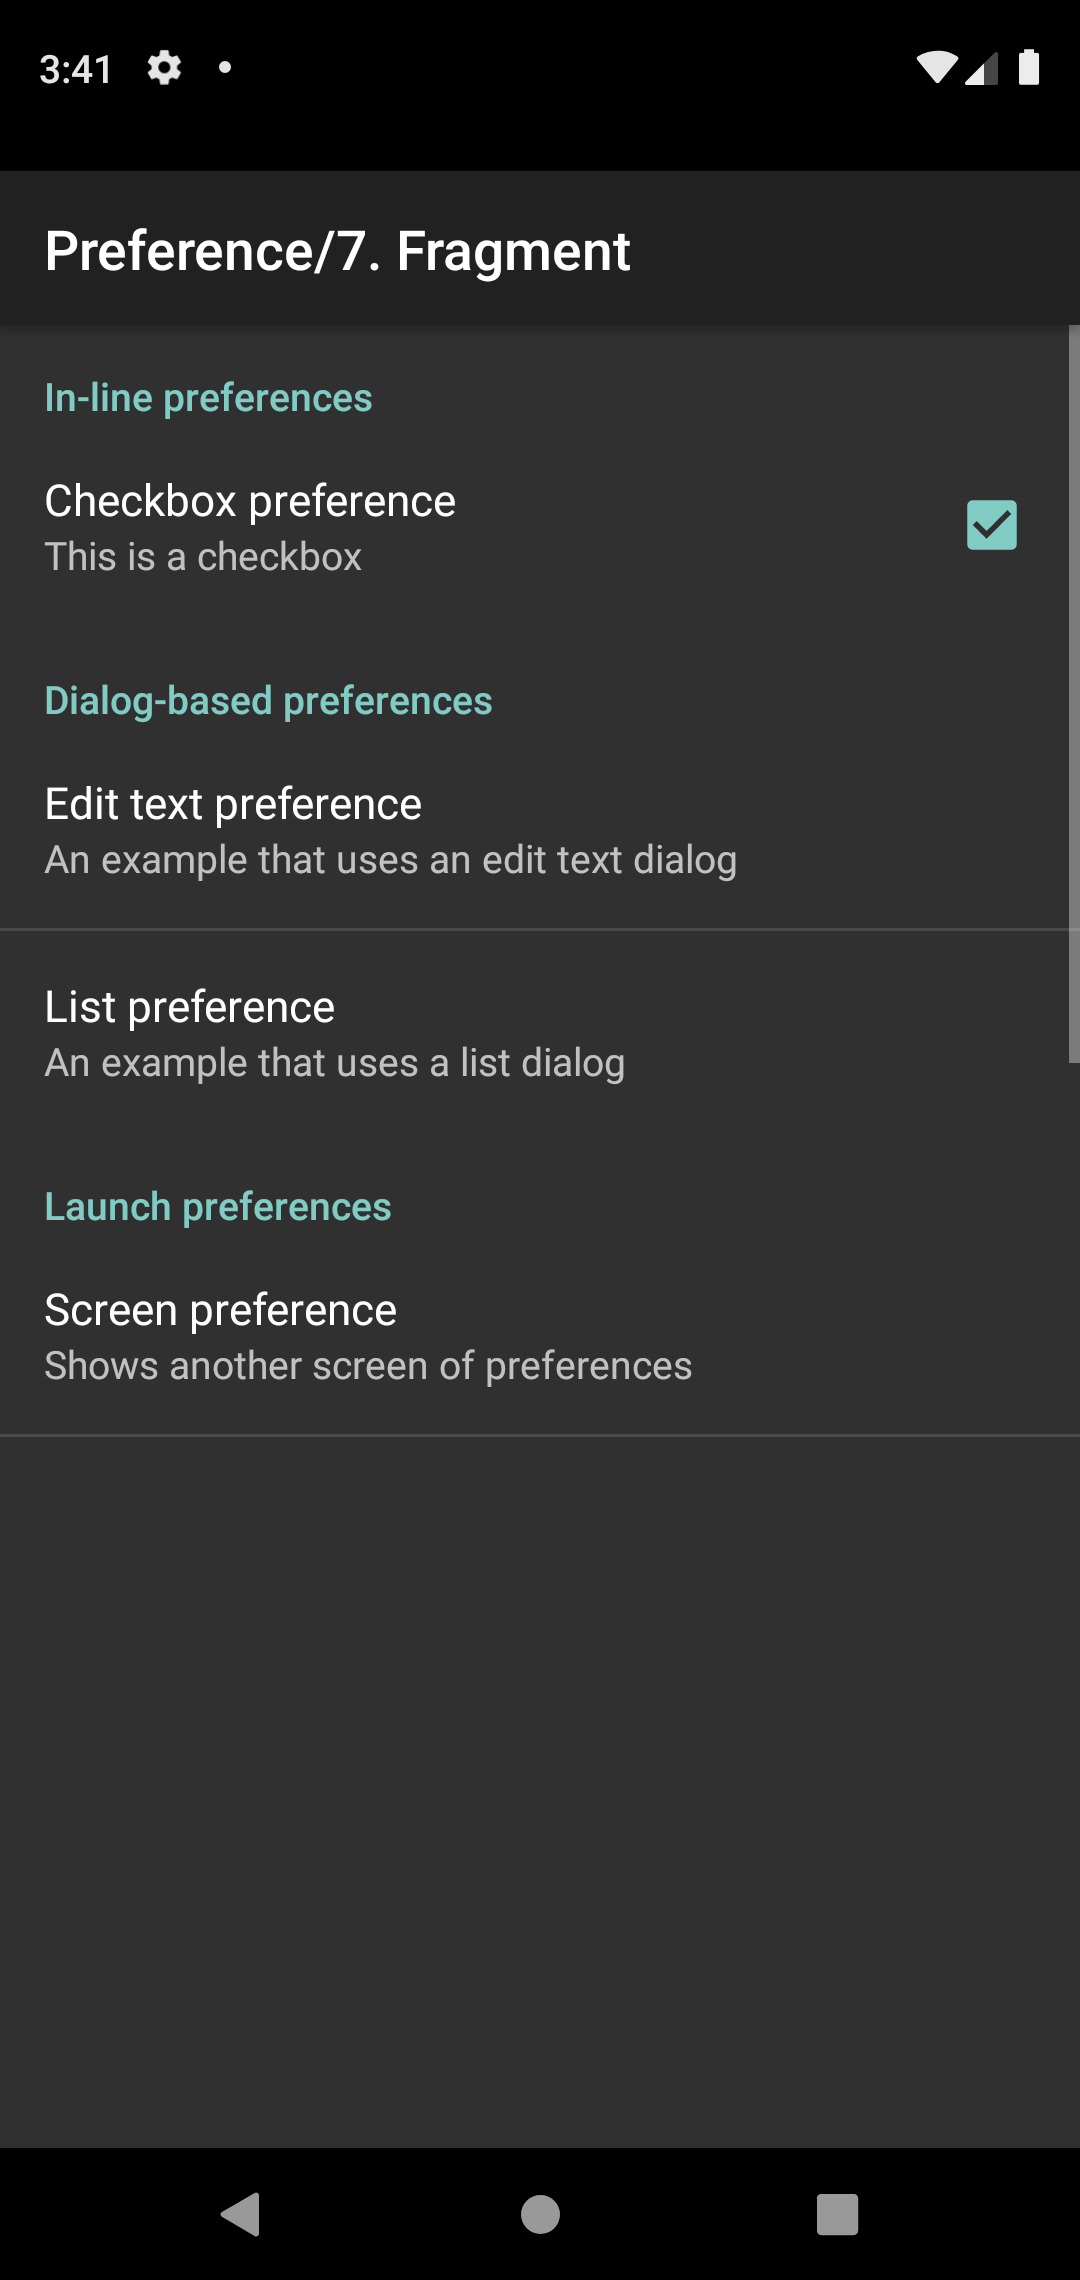 3:41
Preference/7. Fragment
In-line preferences
Checkbox preference
This is a checkbox
Dialog-based preferences
Edit text preference
An example that uses an edit text dialog
List preference
An example that uses a list dialog
Launch preferences
Screen preference
Shows another screen of preferences